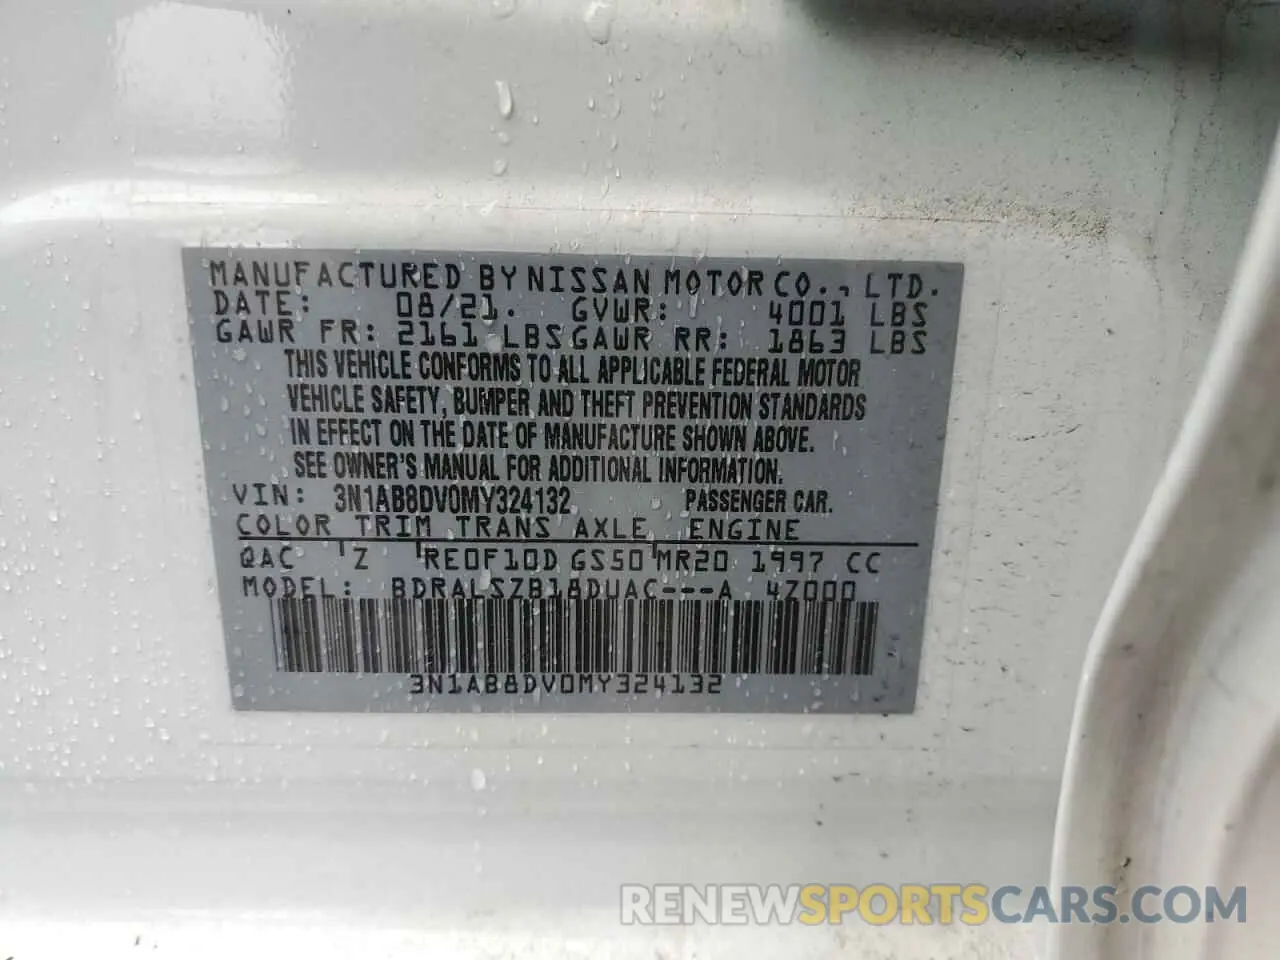 MANUFACTURED BY NISSAN MOTOR CO., LTD.
DATE: 08/21. GVWR: 4001 LBS
GAWR FR: 2161 LBS GAWR RR: 1863 LBS
THIS VEHICLE CONFORMS TO ALL APPLICABLE FEDERAL MOTOR
VEHICLE SAFETY, BUMPER AND THEFT PREVENTION STANDARDS
IN EFFECT ON THE DATE OF MANUFACTURE SHOWN ABOVE.
SEE OWNER'S MANUAL FOR ADDITIONAL INFORMATION.
VIN: 3N1AB8DV0MY324132 PASSENGER CAR.
COLOR TRIM TRANS AXLE ENGINE
QAC Z RE0F10D GS50 MR20 1997 CC
MODEL: BDRALSZB18DUAC---A 4Z000
3N1AB8DV0MY324132
RENEWSPORTSCARS.COM